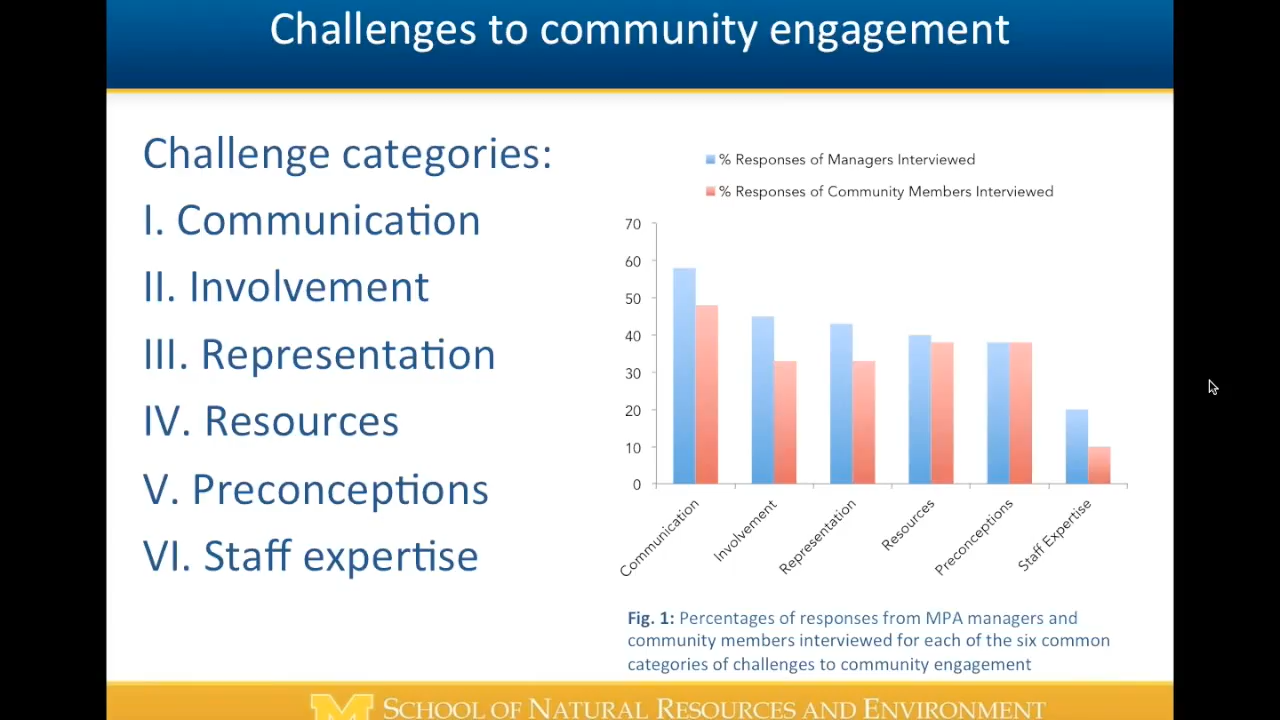 Challenges to community engagement
Challenge categories:
I. Communication
II. Involvement
III. Representation
IV. Resources
V. Preconceptions
VI. Staff expertise
% Responses of Managers Interviewed
% Responses of Community Members Interviewed
70
60
50
40
30
20
10
0
Communication
Involvement
Representation
Resources
Preconceptions
Staff Expertise
Fig. 1: Percentages of responses from MPA managers and
community members interviewed for each of the six common
categories of challenges to community engagement
M SCHOOL OF NATURAL RESOURCES AND ENVIRONMENT